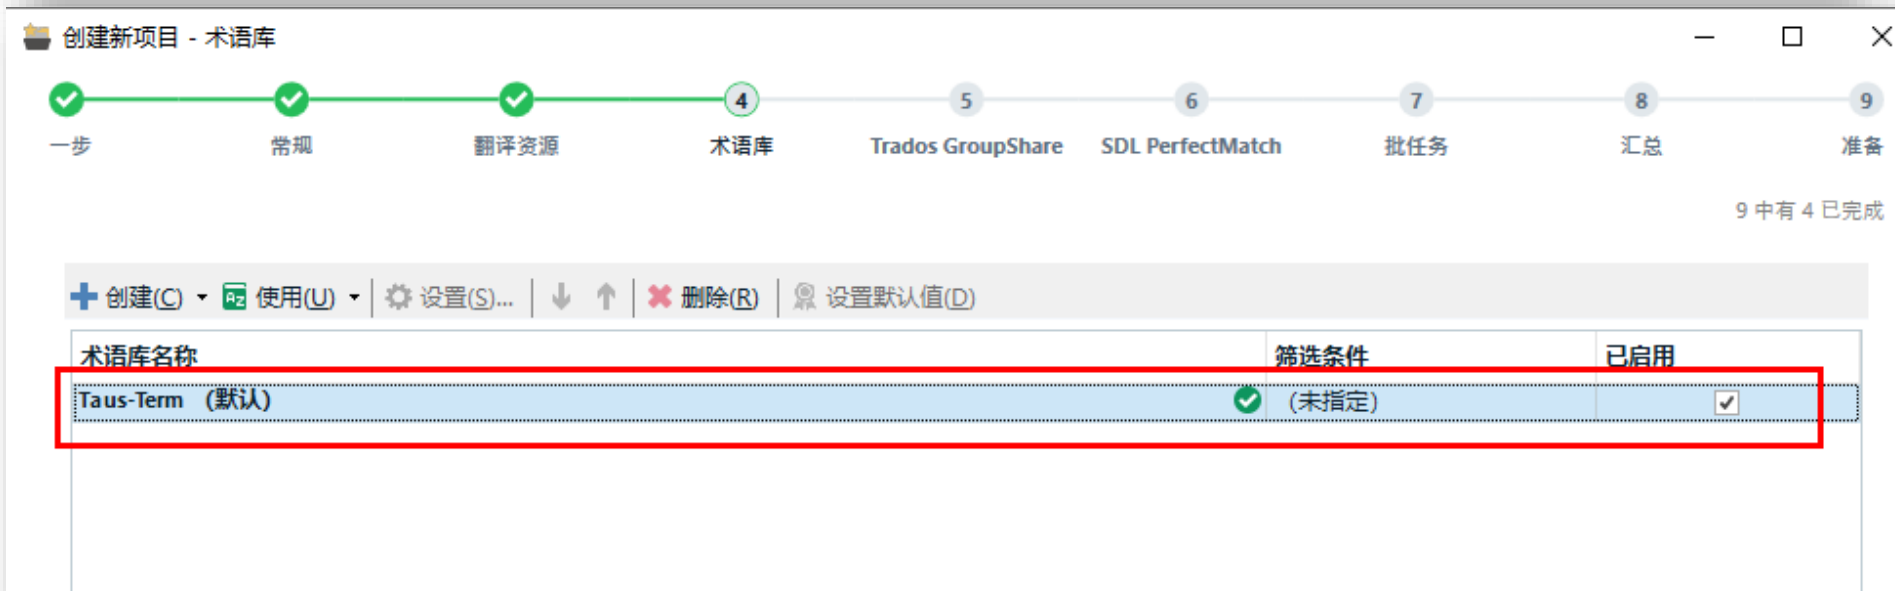 创建新项目 - 术语库
4 5 6 7 8 9
一步 常规 翻译资源 术语库 Trados GroupShare SDL PerfectMatch 批任务 汇总 准备
9 中有 4 已完成
创建(C) 使用(U) 设置(S)... 删除(R) 设置默认值(D)
术语库名称 筛选条件 已启用
Taus-Term (默认) (未指定)